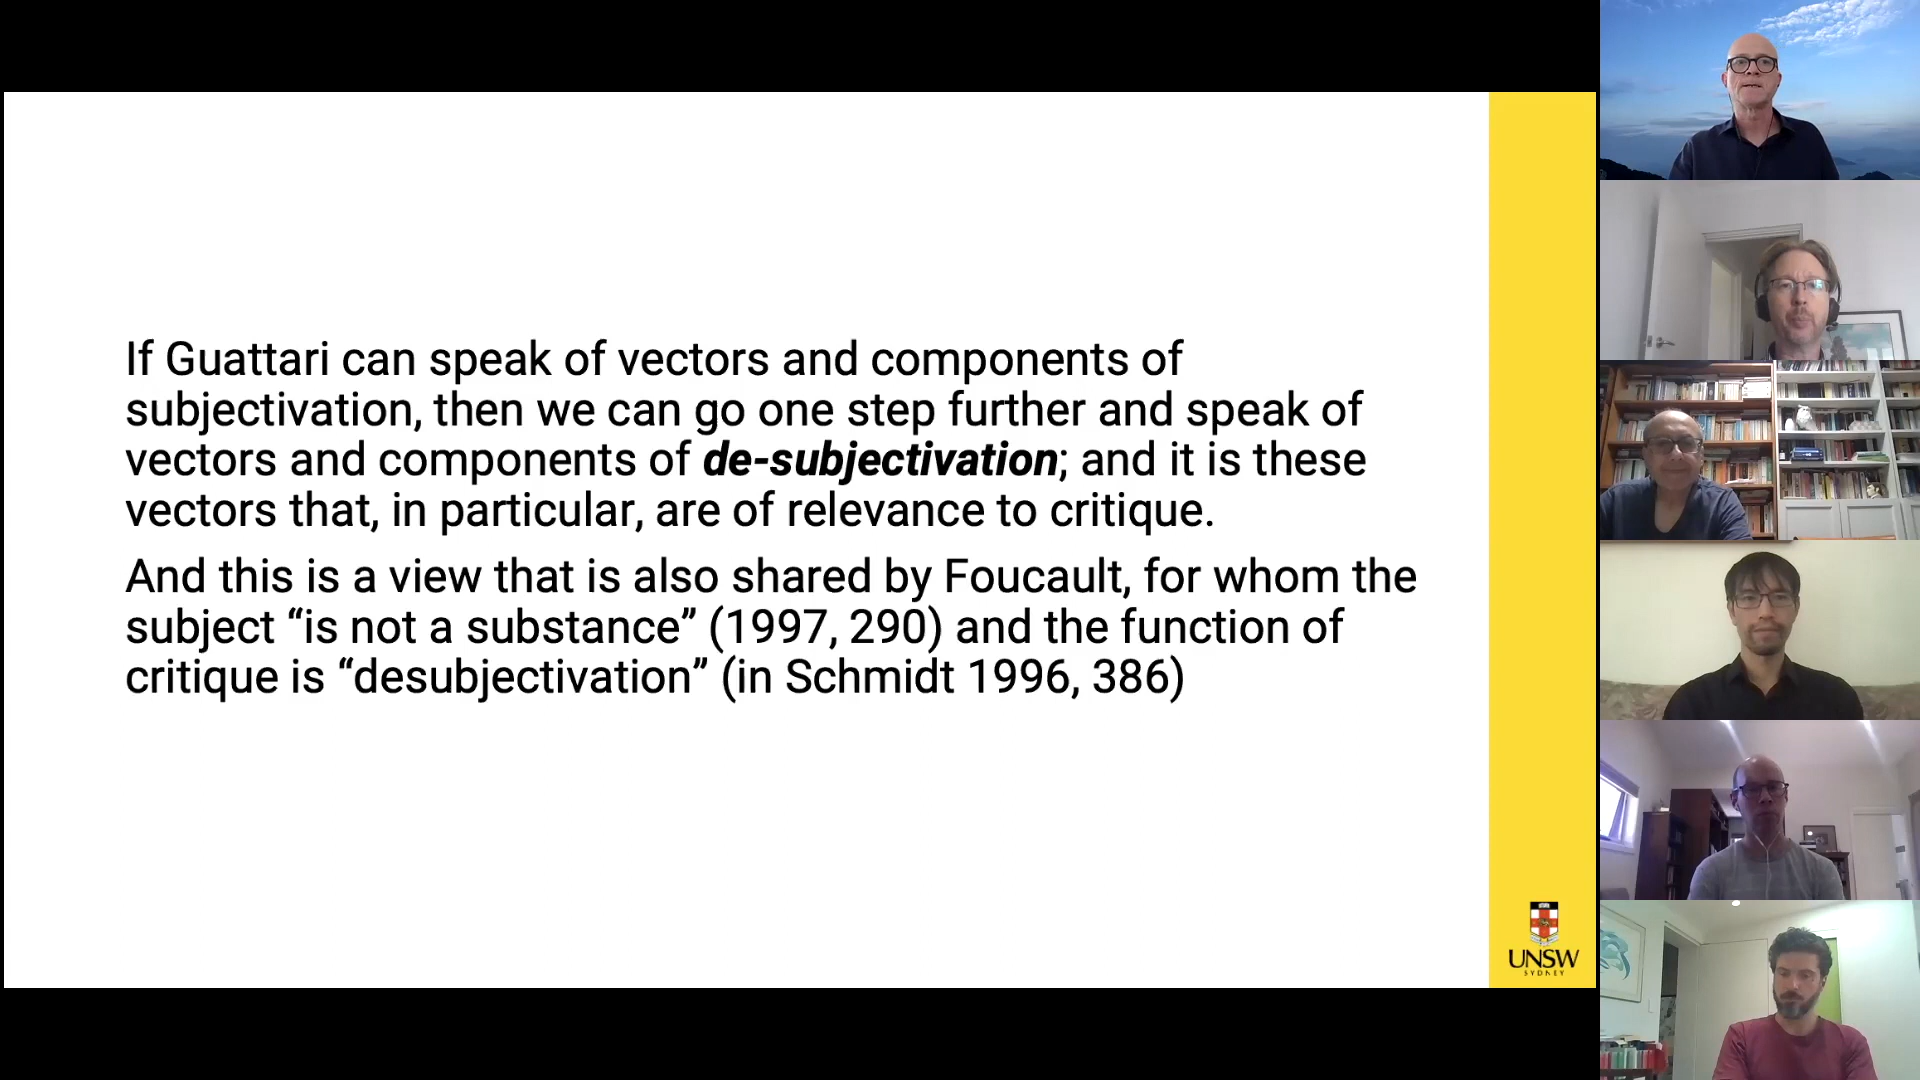 If Guattari can speak of vectors and components of
subjectivation, then we can go one step further and speak of
vectors and components of de-subjectivation; and it is these
vectors that, in particular, are of relevance to critique.
And this is a view that is also shared by Foucault, for whom the
subject “is not a substance” (1997, 290) and the function of
critique is “desubjectivation” (in Schmidt 1996, 386)
UNSW
SYDNEY